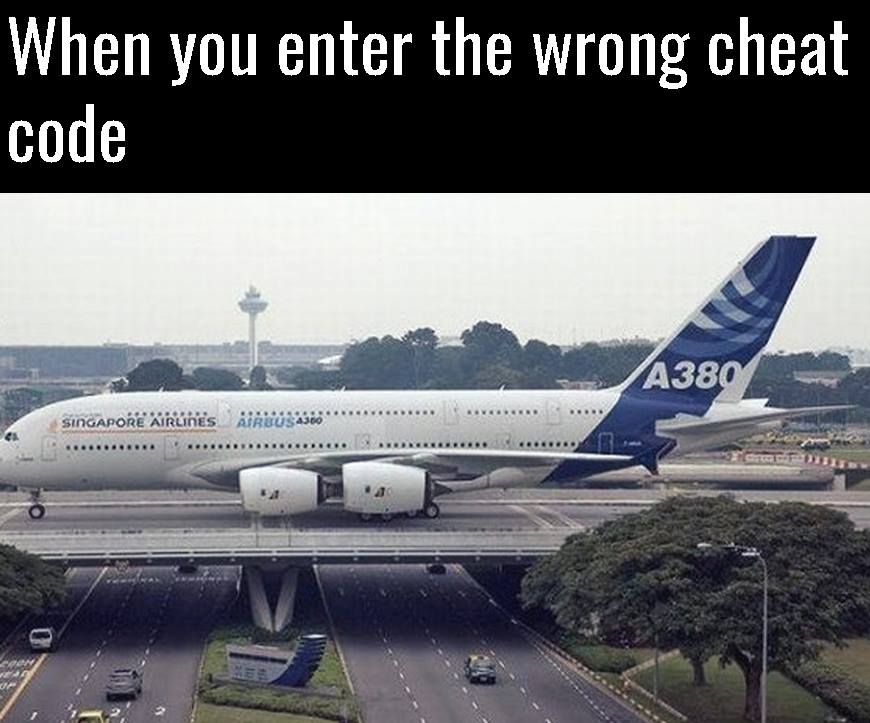 When you enter the wrong cheat
code
A380
SINGAPORE AIRLINES
AIRBUS A380